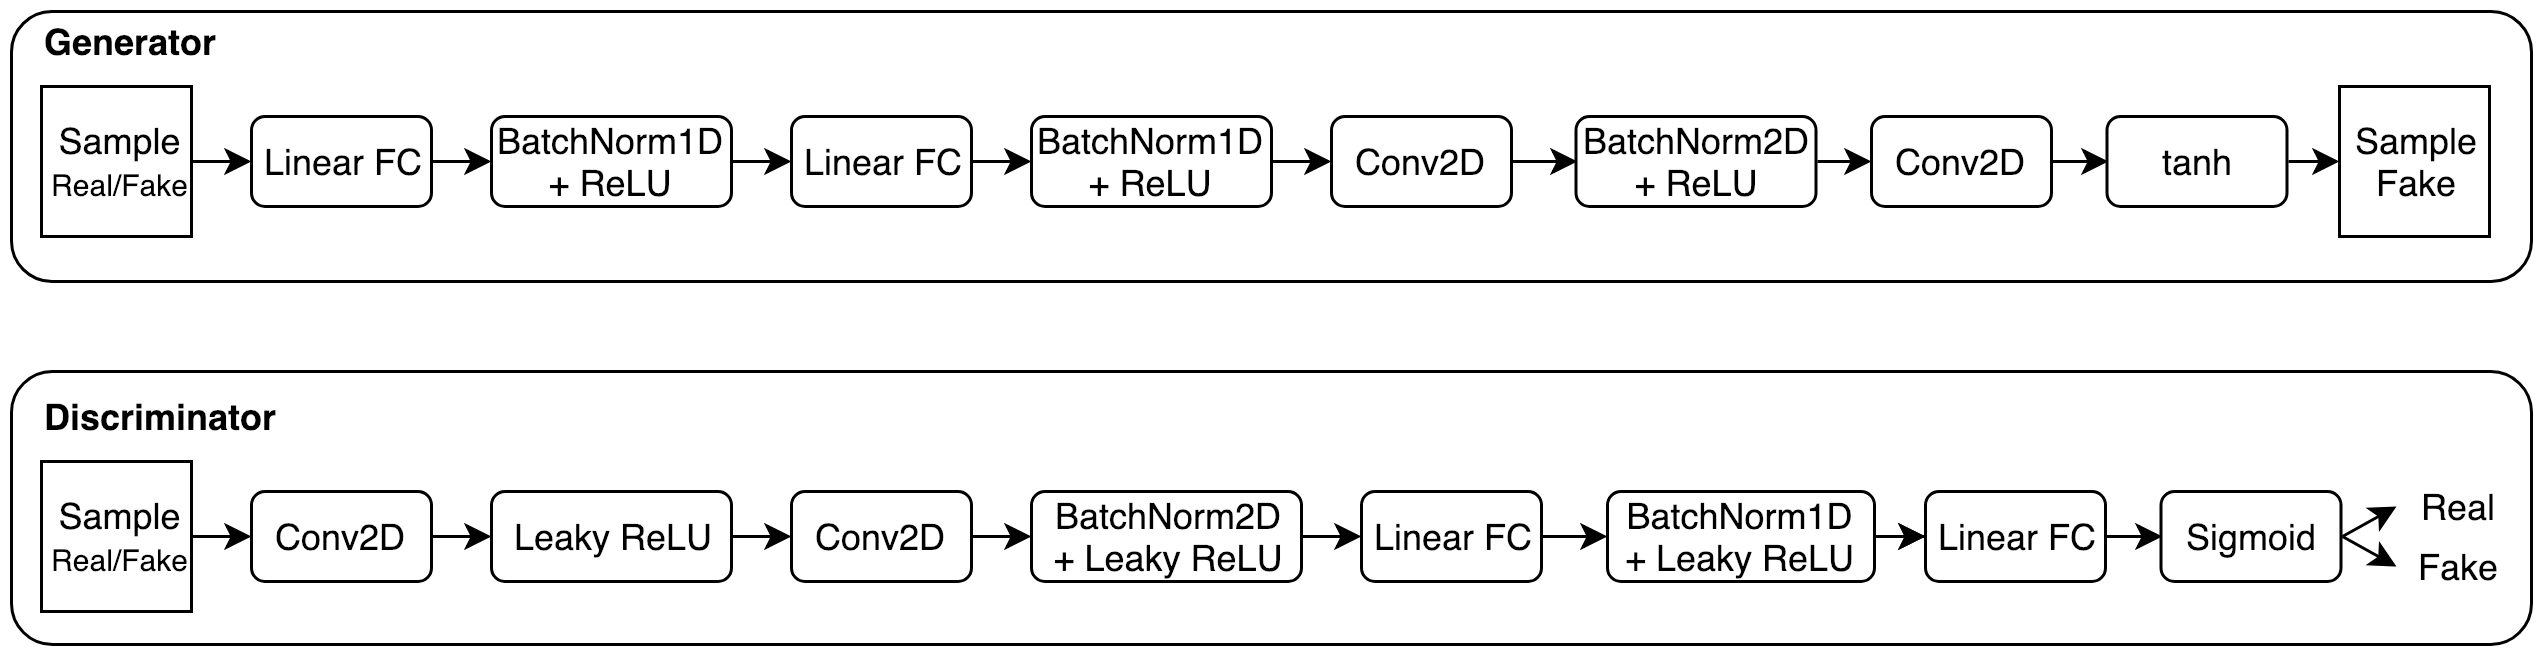 Generator
Sample
Real/Fake
Linear FC
BatchNorm1D
+ ReLU
Linear FC
BatchNorm1D
+ ReLU
Conv2D
BatchNorm2D
+ ReLU
Conv2D
tanh
Sample
Fake
Discriminator
Sample
Real/Fake
Conv2D
Leaky ReLU
Conv2D
BatchNorm2D
+ Leaky ReLU
Linear FC
BatchNorm1D
+ Leaky ReLU
Linear FC
Sigmoid
Real
Fake